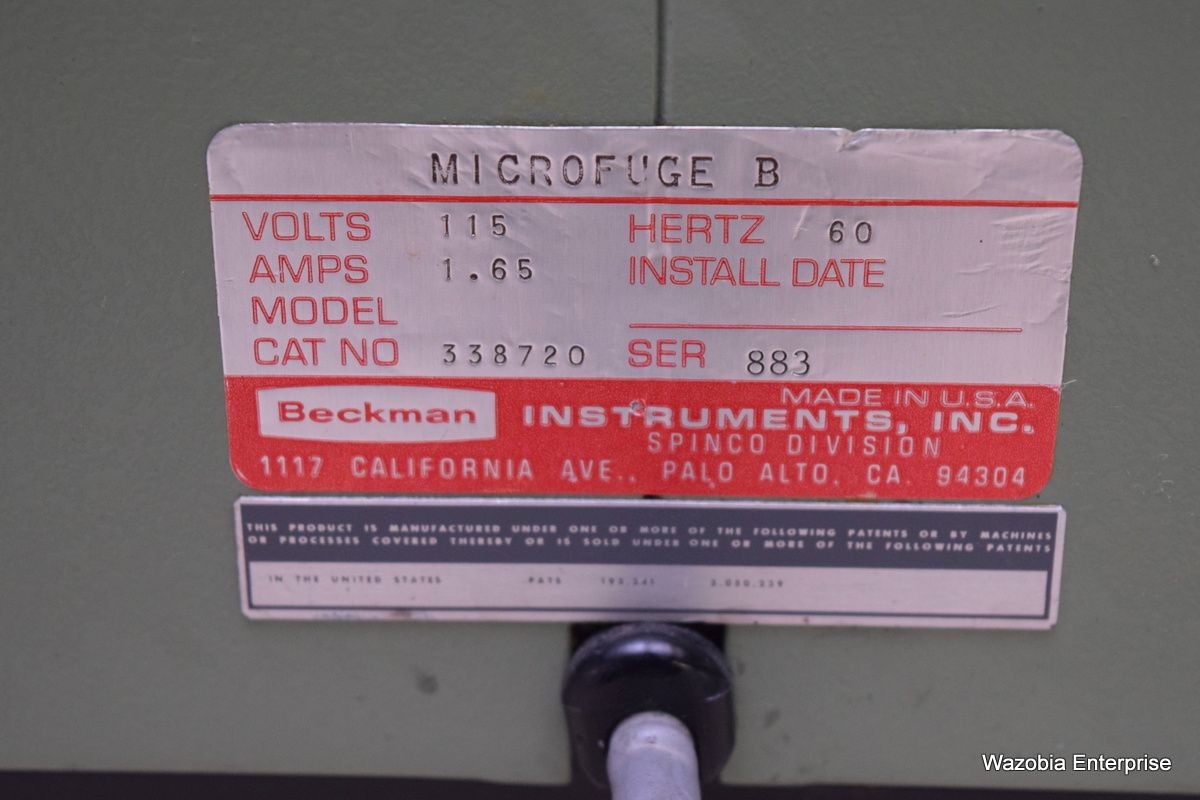 MICROFUGE B
VOLTS 115 HERTZ 60
AMPS 1.65 INSTALL DATE
MODEL
CAT NO 338720 SER 883
MADE IN U.S.A.
Beckman INSTRUMENTS, INC.
SPINCO DIVISION
1117 CALIFORNIA AVE., PALO ALTO, CA. 94304
THIS PRODUCT IS MANUFACTURED UNDER ONE OR MORE OF THE FOLLOWING PATENTS OR BY MACHINES
OR PROCESSES COVERED THEREBY OR IS SOLD UNDER ONE OR MORE OF THE FOLLOWING PATENTS
IN THE UNITED STATES PATS
Wazobia Enterprise